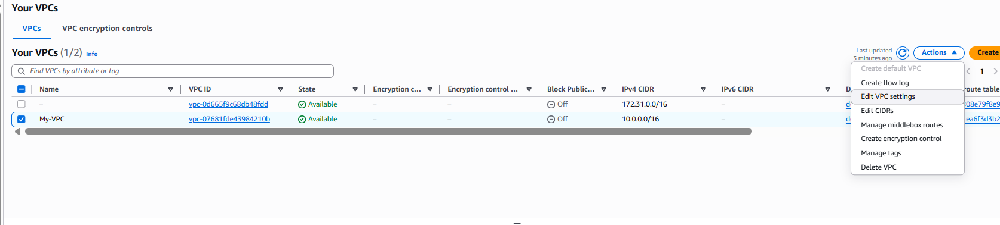 Your VPCs
VPCs VPC encryption controls
Your VPCs (1/2) Info
Last updated
3 minutes ago
Actions
Create
Find VPCs by attribute or tag
1
Name VPC ID State Encryption c... Encryption control ... Block Public... IPv4 CIDR IPv6 CIDR D route table
– vpc-0d665f9c68db48fdd Available – – Off 172.31.0.0/16 – d 308e79f8e9
My-VPC vpc-07681fde43984210b Available – – Off 10.0.0.0/16 – d ea6f3d3b2
Create default VPC
Create flow log
Edit VPC settings
Edit CIDRs
Manage middlebox routes
Create encryption control
Manage tags
Delete VPC